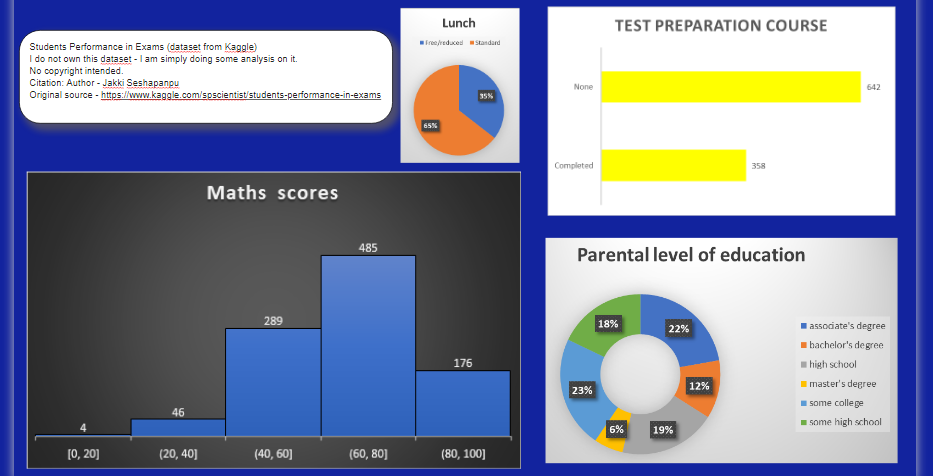 Students Performance in Exams (dataset from Kaggle)
I do not own this dataset - I am simply doing some analysis on it.
No copyright intended.
Citation: Author - Jakki Seshapanpu
Original source - https://www.kaggle.com/spscientist/students-performance-in-exams
Lunch
Free/reduced Standard
35%
65%
TEST PREPARATION COURSE
None 642
Completed 358
Maths scores
4
46
289
485
176
[0, 20] (20, 40] (40, 60] (60, 80] (80, 100]
Parental level of education
22%
12%
19%
6%
23%
18%
associate's degree
bachelor's degree
high school
master's degree
some college
some high school